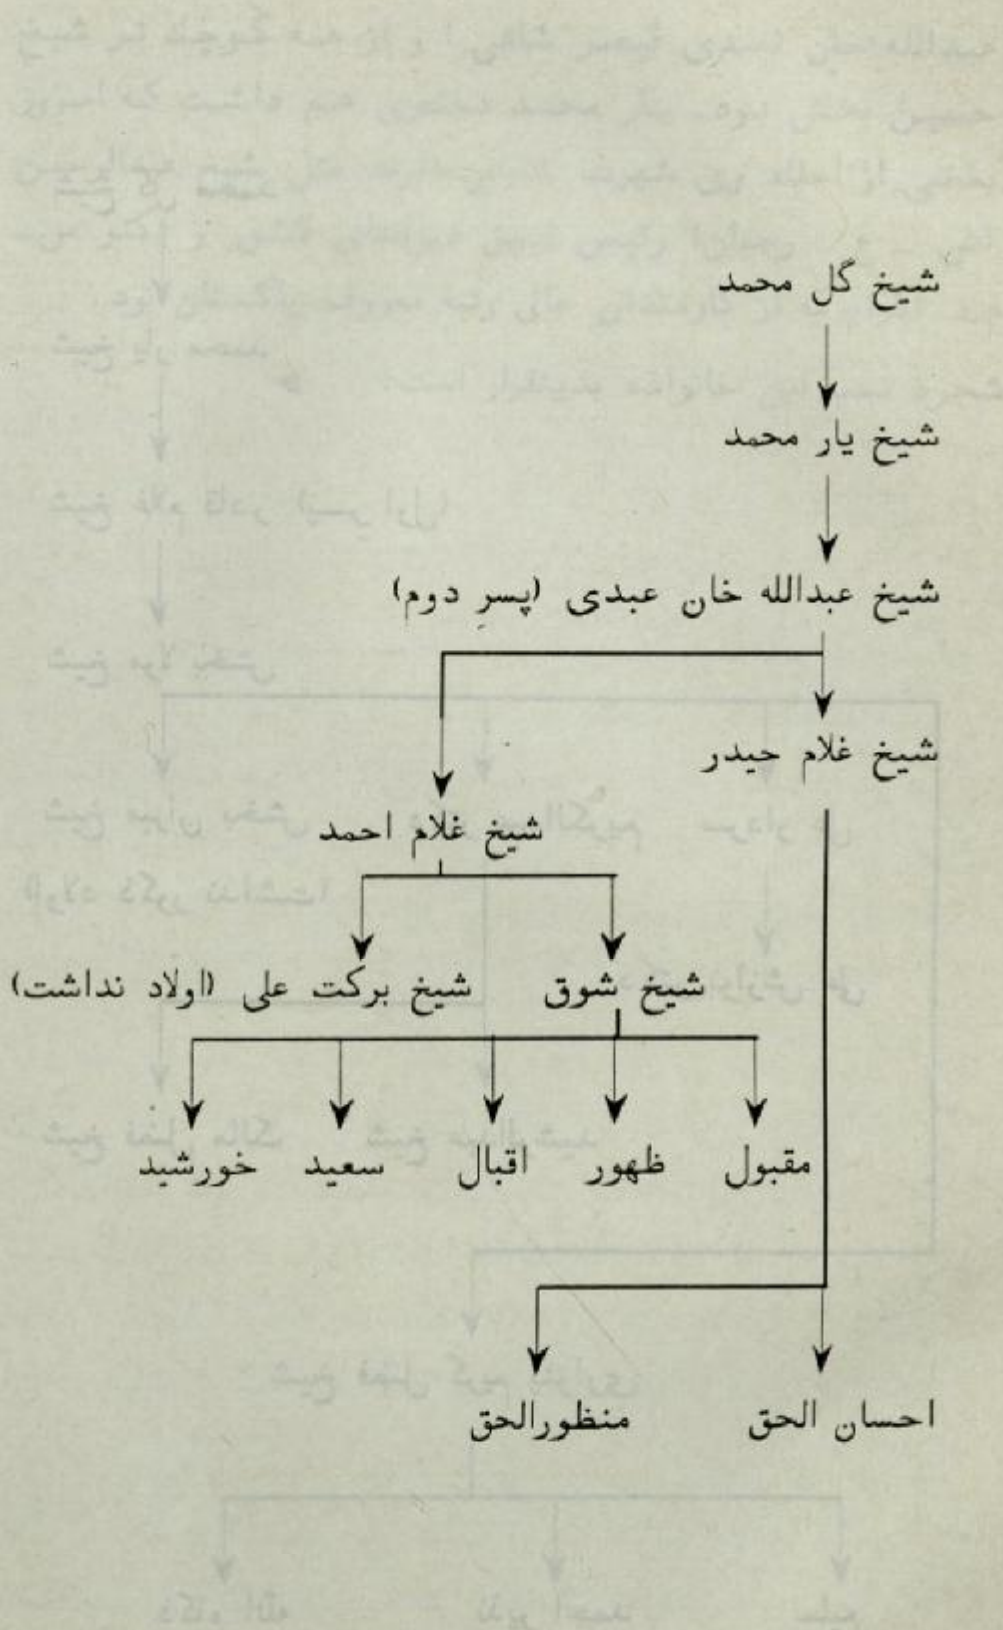 شیخ گل محمد
شیخ یار محمد
شیخ عبدالله خان عبدی (پسرِ دوم)
شیخ غلام حیدر
شیخ غلام احمد
شیخ شوق شیخ برکت علی (اولاد نداشت)
مقبول ظهور اقبال سعید خورشید
احسان الحق منظورالحق